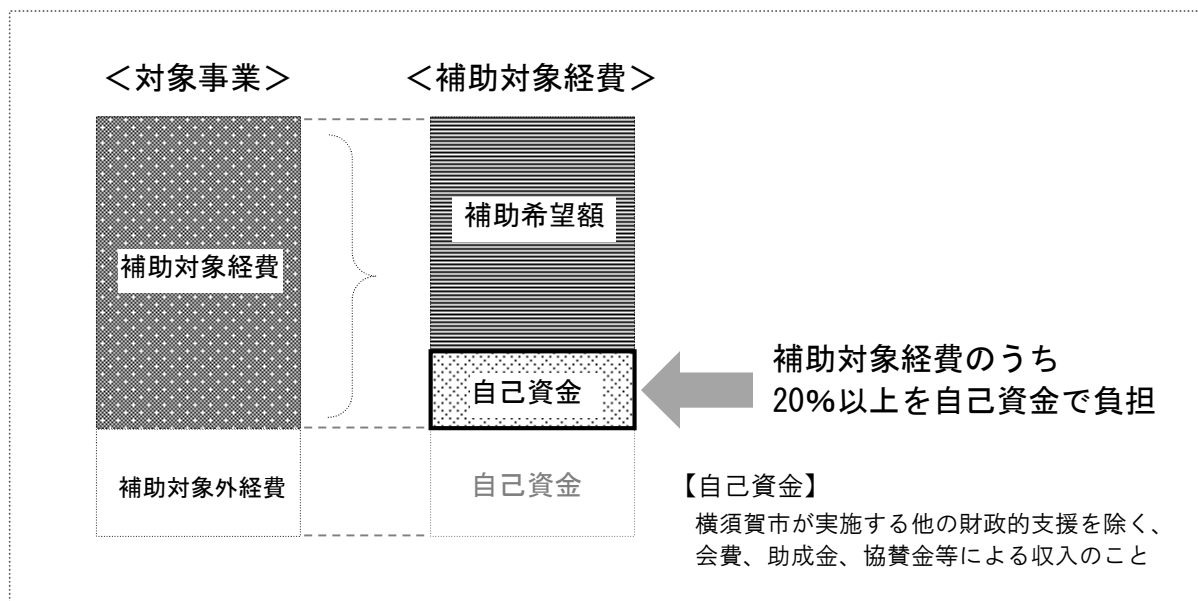 ＜対象事業＞
＜補助対象経費＞
補助対象経費
補助希望額
自己資金
補助対象経費のうち
20%以上を自己資金で負担
補助対象外経費
自己資金
【自己資金】
横須賀市が実施する他の財政的支援を除く、
会費、助成金、協賛金等による収入のこと